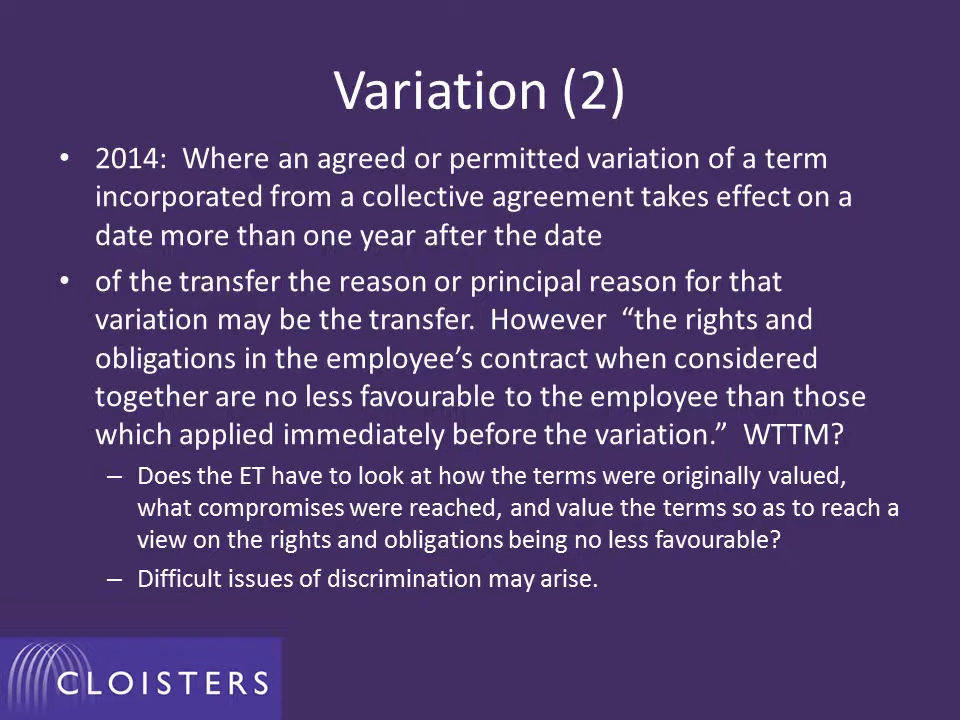 Variation (2)
• 2014:  Where an agreed or permitted variation of a term
incorporated from a collective agreement takes effect on a
date more than one year after the date
• of the transfer the reason or principal reason for that
variation may be the transfer.  However  “the rights and
obligations in the employee’s contract when considered
together are no less favourable to the employee than those
which applied immediately before the variation.”  WTTM?
– Does the ET have to look at how the terms were originally valued,
what compromises were reached, and value the terms so as to reach a
view on the rights and obligations being no less favourable?
– Difficult issues of discrimination may arise.
CLOISTERS